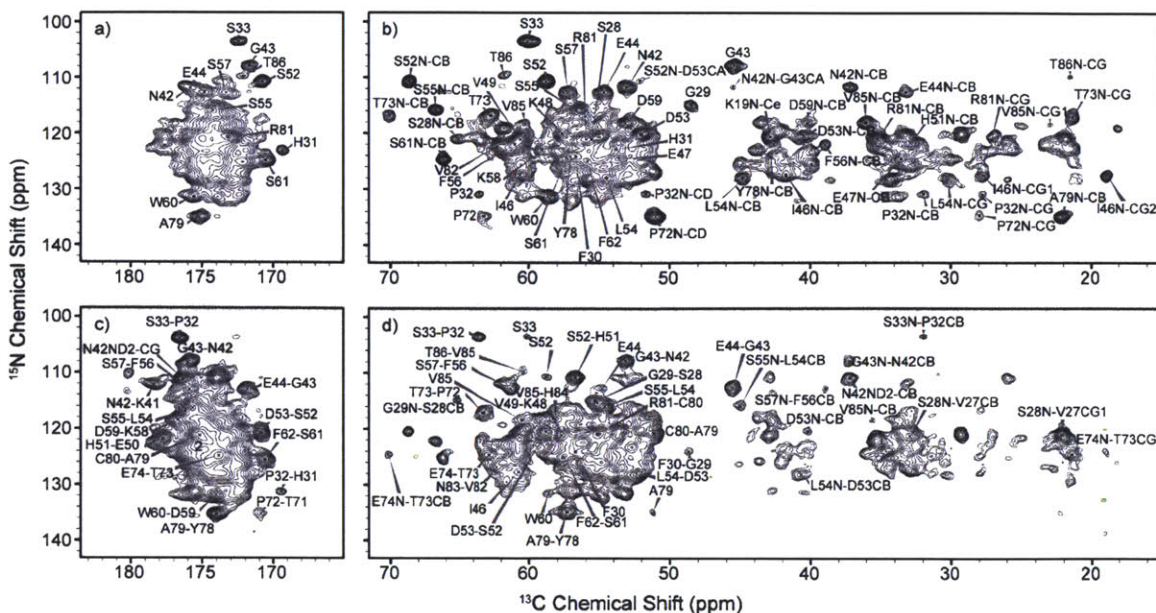 a)
S33
G43
T86
S57
S52
E44
N42
S55
R81
H31
S61
W60
A79
b)
S33
R81
S28
S57
E44
N42
S52N-D53CA
G43
T86N-CG
S52N-CB
T86
S52
N42N-G43CA
N42N-CB
E44N-CB
T73N-CG
S55N-CB
V49
S55
G29
V85N-CB
R81N-CG
T73N-CB
T73
V85
K48
D59
K19N-Ce
D59N-CB
R81N-CB
V85N-CG1
S28N-CB
D53
D53N-CB
H51N-CB
S61N-CB
H31
E47
V82
F56
K58
F56N-CB
I46N-CG1
P32
I46
P32N-CD
Y78N-CB
E47N-CB
L54N-CG
A79N-CB
L54N-CB
I46N-CB
P32N-CB
P32N-CG
I46N-CG2
P72
W60
P72N-CD
P72N-CG
S61
Y78
F30
F62
L54
c)
S33-P32
N42ND2-CG
S57-F56
G43-N42
E44-G43
N42-K41
S55-L54
D59-K58
H51-E50
C80-A79
E74-T73
D53-S52
F62-S61
P32-H31
P72-T71
W60-D59
A79-Y78
2
d)
S33-P32
S33
S52
S52-H51
E44
S33N-P32CB
T86-V85
S57-F56
G43-N42
E44-G43
S55N-L54CB
G43N-N42CB
V85
V85-H84
G29-S28
S57N-F56CB
N42ND2-CB
T73-P72
V49-K48
S55-L54
R81-C80
D53N-CB
V85N-CB
S28N-V27CB
S28N-V27CG1
G29N-S28CB
C80-A79
E74N-T73CG
E74-T73
F30-G29
L54-D53
L54N-D53CB
E74N-T73CB
N83-V82
I46
W60
F30
A79
D53-S52
F62-S61
A79-Y78
100
110
120
130
140
100
110
120
130
140
180
170
70
60
50
40
30
20
180
170
70
60
50
40
30
20
15N Chemical Shift (ppm)
13C Chemical Shift (ppm)